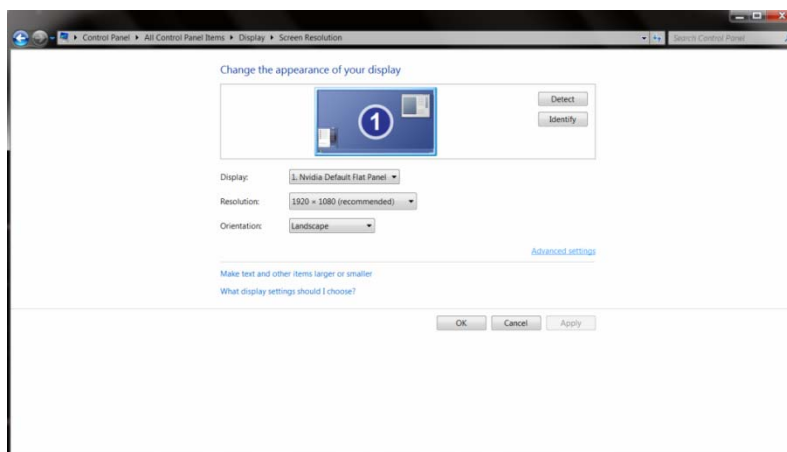 Control Panel ▸ All Control Panel Items ▸ Display ▸ Screen Resolution
Search Control Panel
Change the appearance of your display
1
Detect
Identify
Display: 1. Nvidia Default Flat Panel
Resolution: 1920 × 1080 (recommended)
Orientation: Landscape
Advanced settings
Make text and other items larger or smaller
What display settings should I choose?
OK Cancel Apply